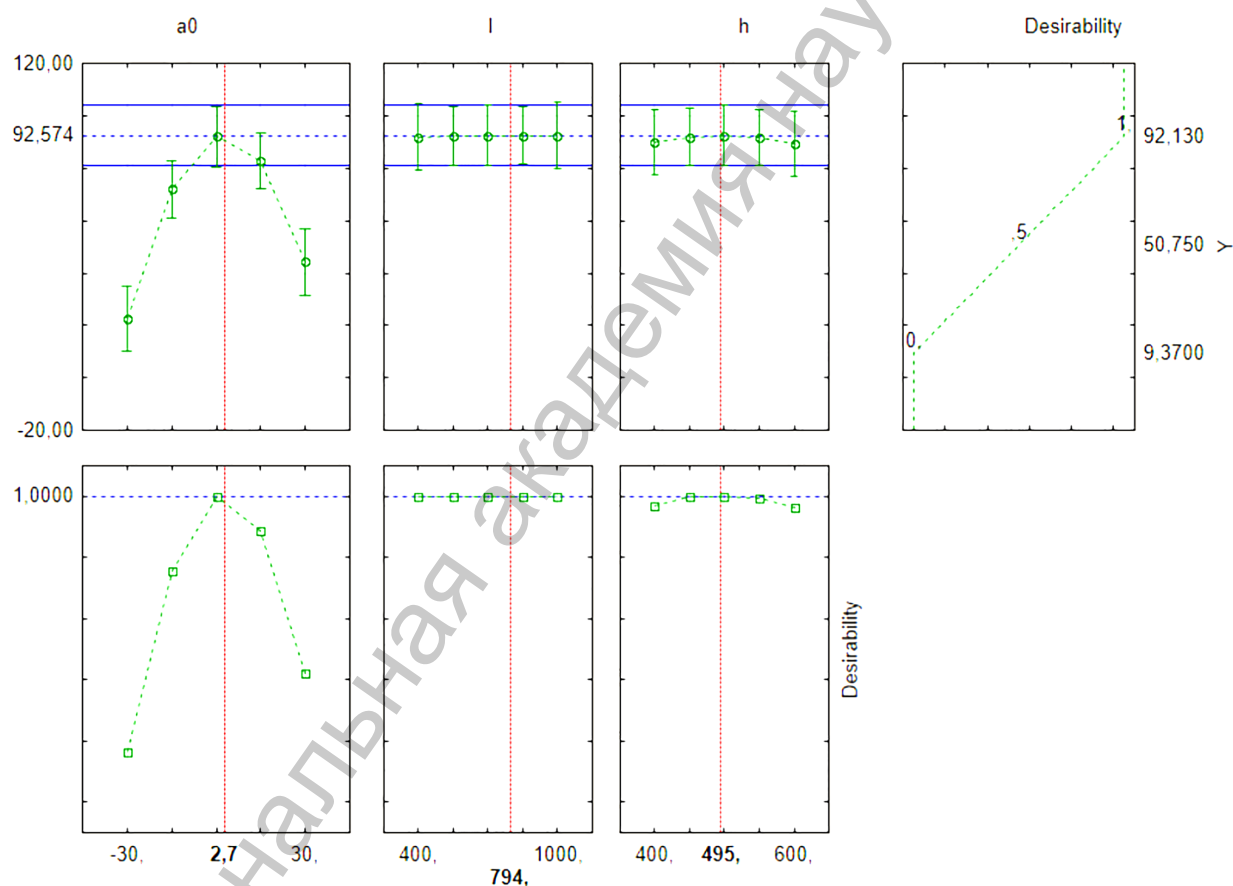 a0 l h Desirability
120,00
92,574
-20,00
1,
.5
0,
92,130
50,750
9,3700
Y
1,0000
Desirability
-30, 2,7 30,
400, 1000,
794,
400, 495, 600,
нальная академия нау